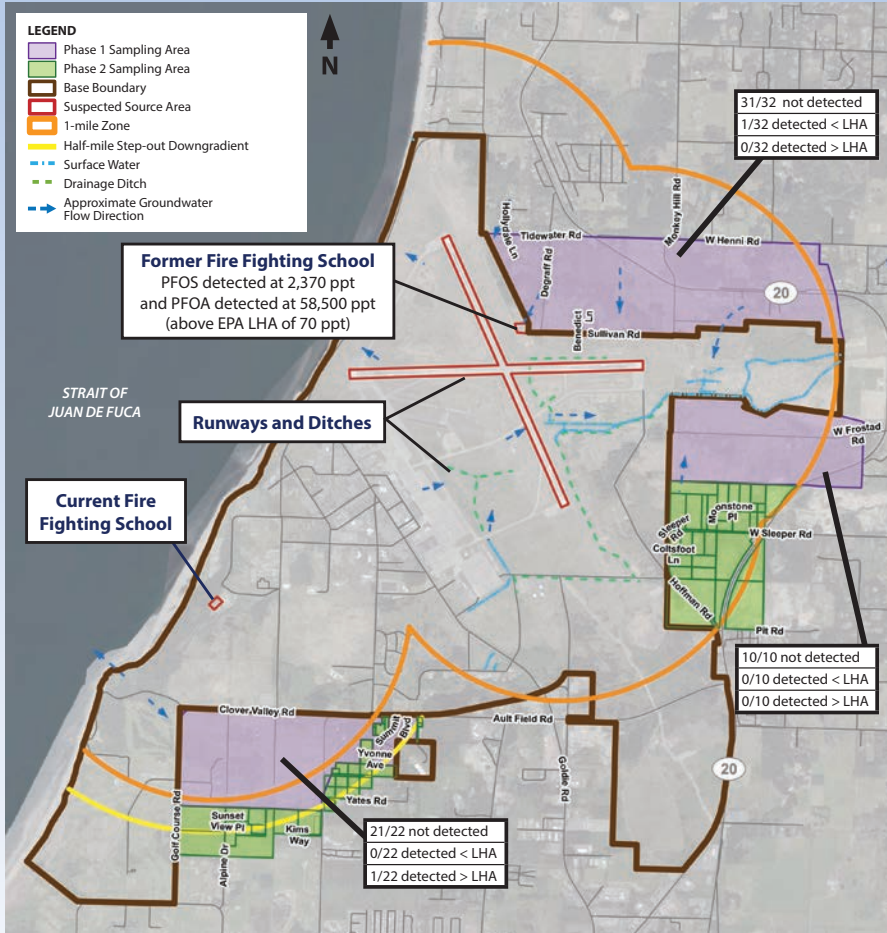 LEGEND
Phase 1 Sampling Area
Phase 2 Sampling Area
Base Boundary
Suspected Source Area
1-mile Zone
Half-mile Step-out Downgradient
Surface Water
Drainage Ditch
Approximate Groundwater
Flow Direction
N
31/32 not detected
1/32 detected < LHA
0/32 detected > LHA
Hollydale Ln
Tidewater Rd
Degraff Rd
Monkey Hill Rd
W Henni Rd
20
Benedict Ln
Sullivan Rd
Former Fire Fighting School
PFOS detected at 2,370 ppt
and PFOA detected at 58,500 ppt
(above EPA LHA of 70 ppt)
STRAIT OF
JUAN DE FUCA
Runways and Ditches
W Frostad
Rd
Current Fire
Fighting School
Moonstone
Pl
Sleeper
Rd
W Sleeper Rd
Coltsfoot
Ln
Hoffman Rd
Pit Rd
10/10 not detected
0/10 detected < LHA
0/10 detected > LHA
Clover Valley Rd
Summit
Blvd
Ault Field Rd
Yvonne
Ave
Goldie Rd
20
Yates Rd
Golf Course Rd
Sunset
View Pl
Kims
Way
Alpine Dr
21/22 not detected
0/22 detected < LHA
1/22 detected > LHA